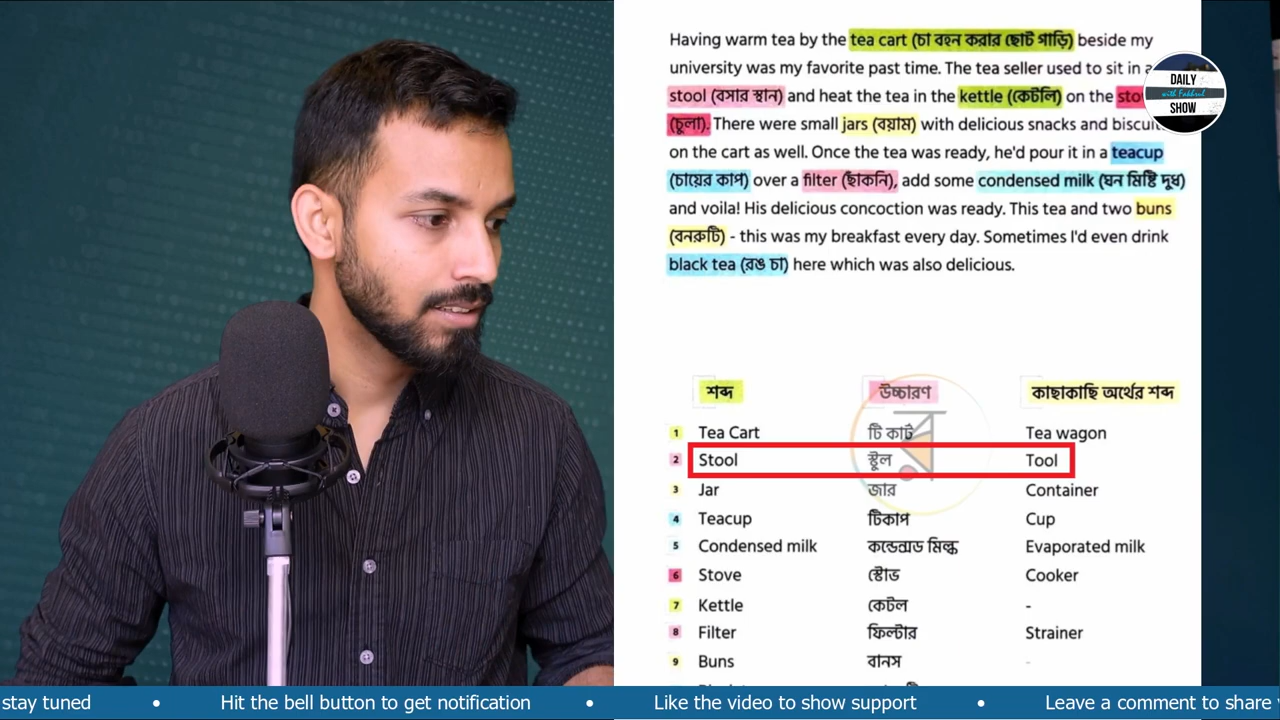 Having warm tea by the tea cart (চা বহন করার ছোট গাড়ি) beside my
university was my favorite past time. The tea seller used to sit in a
stool (বসার স্থান) and heat the tea in the kettle (কেটলি) on the
(চুলা). There were small jars (বয়াম) with delicious snacks and
on the cart as well. Once the tea was ready, he'd pour it in a teacup
(চায়ের কাপ) over a filter (ছাঁকনি), add some condensed milk (ঘন মিষ্টি দুধ)
and voila! His delicious concoction was ready. This tea and two buns
(বনরুটি) - this was my breakfast every day. Sometimes I'd even drink
black tea (রঙ চা) here which was also delicious.
DAILY
with Fakhrul
SHOW
শব্দ উচ্চারণ কাছাকাছি অর্থের শব্দ
1 Tea Cart টি কার্ট Tea wagon
2 Stool স্টুল Tool
3 Jar জার Container
4 Teacup টিকাপ Cup
5 Condensed milk কন্ডেন্সড মিল্ক Evaporated milk
6 Stove স্টোভ Cooker
7 Kettle কেটল -
8 Filter ফিল্টার Strainer
9 Buns বানস -
stay tuned • Hit the bell button to get notification • Like the video to show support • Leave a comment to share